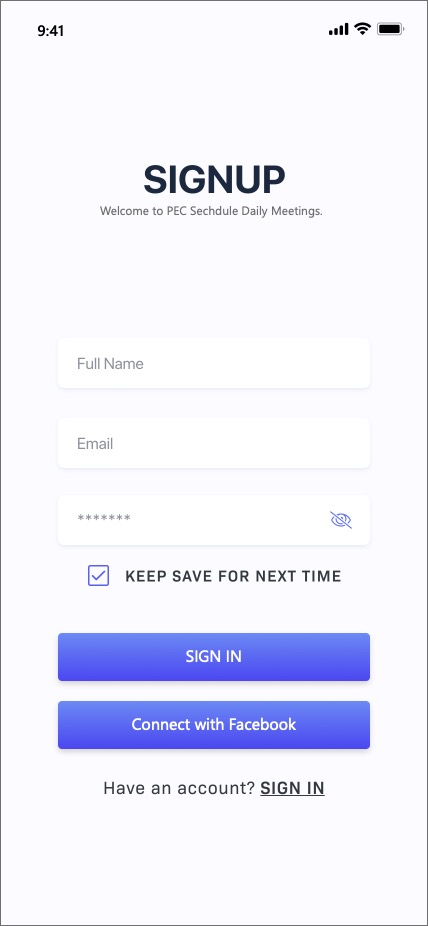 9:41
SIGNUP
Welcome to PEC Sechdule Daily Meetings.
Full Name
Email
*******
KEEP SAVE FOR NEXT TIME
SIGN IN
Connect with Facebook
Have an account? SIGN IN